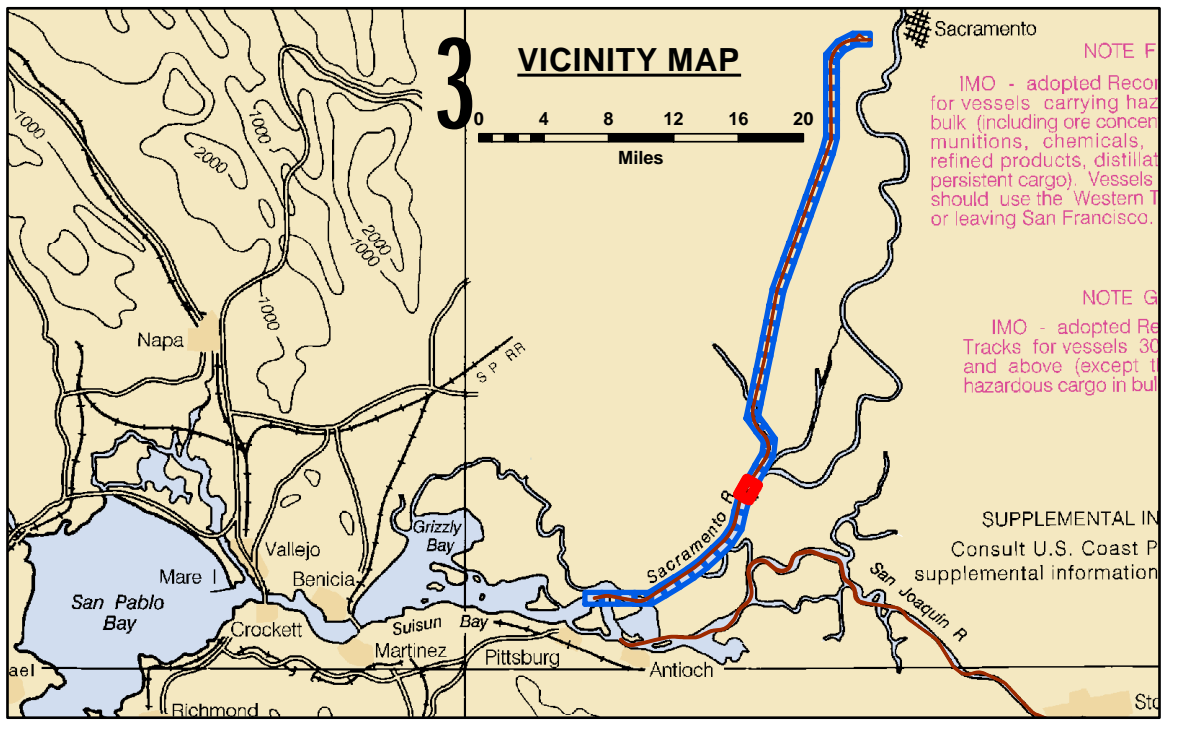 3
VICINITY MAP
0 4 8 12 16 20
Miles
Sacramento
NOTE F
IMO - adopted Recor
for vessels carrying haz
bulk (including ore concen
munitions, chemicals,
refined products, distillat
persistent cargo). Vessels
should use the Western T
or leaving San Francisco.
1000
1000
2000
2000
1000
1000
NOTE G
IMO - adopted Re
Tracks for vessels 30
and above (except t
hazardous cargo in bul
Napa
S P RR
Sacramento R
Grizzly
Bay
SUPPLEMENTAL IN
Consult U.S. Coast P
supplemental information
Vallejo
Mare I
Benicia
San Pablo
Bay
Crockett
Suisun Bay
Martinez
Pittsburg
Antioch
San Joaquin R
ael
Richmond
Sto